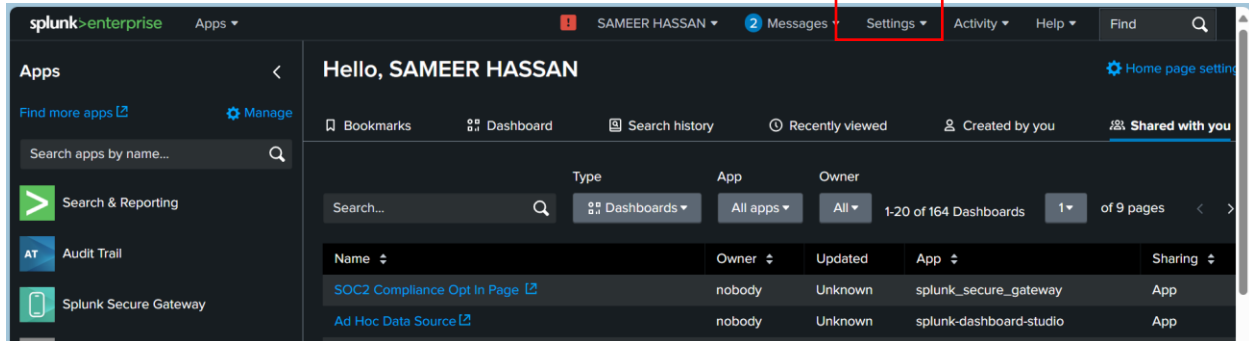 splunk>enterprise Apps
! SAMEER HASSAN 2 Messages Settings Activity Help Find
Apps
Find more apps Manage
Search apps by name...
Search & Reporting
AT Audit Trail
Splunk Secure Gateway
Hello, SAMEER HASSAN
Home page setting
Bookmarks Dashboard Search history Recently viewed Created by you Shared with you
Type App Owner
Search... Dashboards All apps All 1-20 of 164 Dashboards 1 of 9 pages
Name Owner Updated App Sharing
SOC2 Compliance Opt In Page nobody Unknown splunk_secure_gateway App
Ad Hoc Data Source nobody Unknown splunk-dashboard-studio App